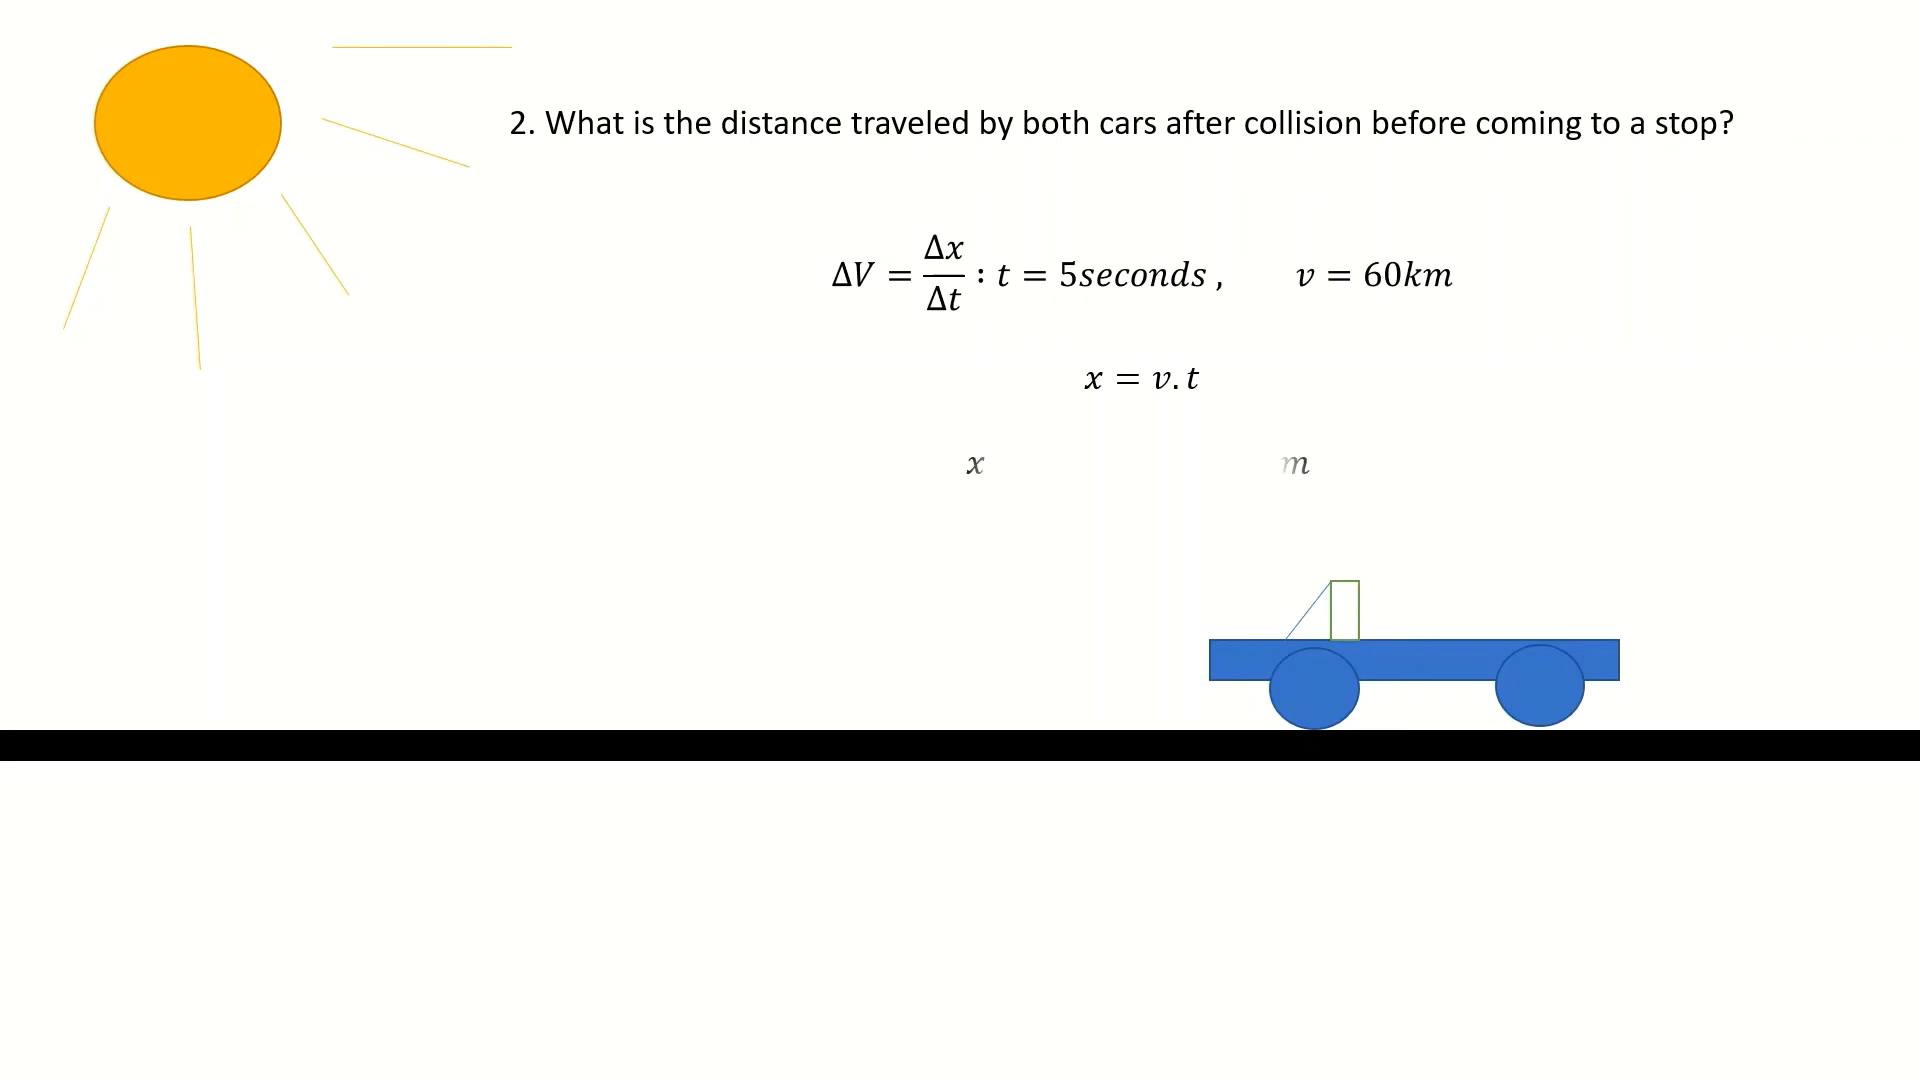 2. What is the distance traveled by both cars after collision before coming to a stop?
ΔV = Δx/Δt : t = 5seconds , v = 60km
x = v. t
x m